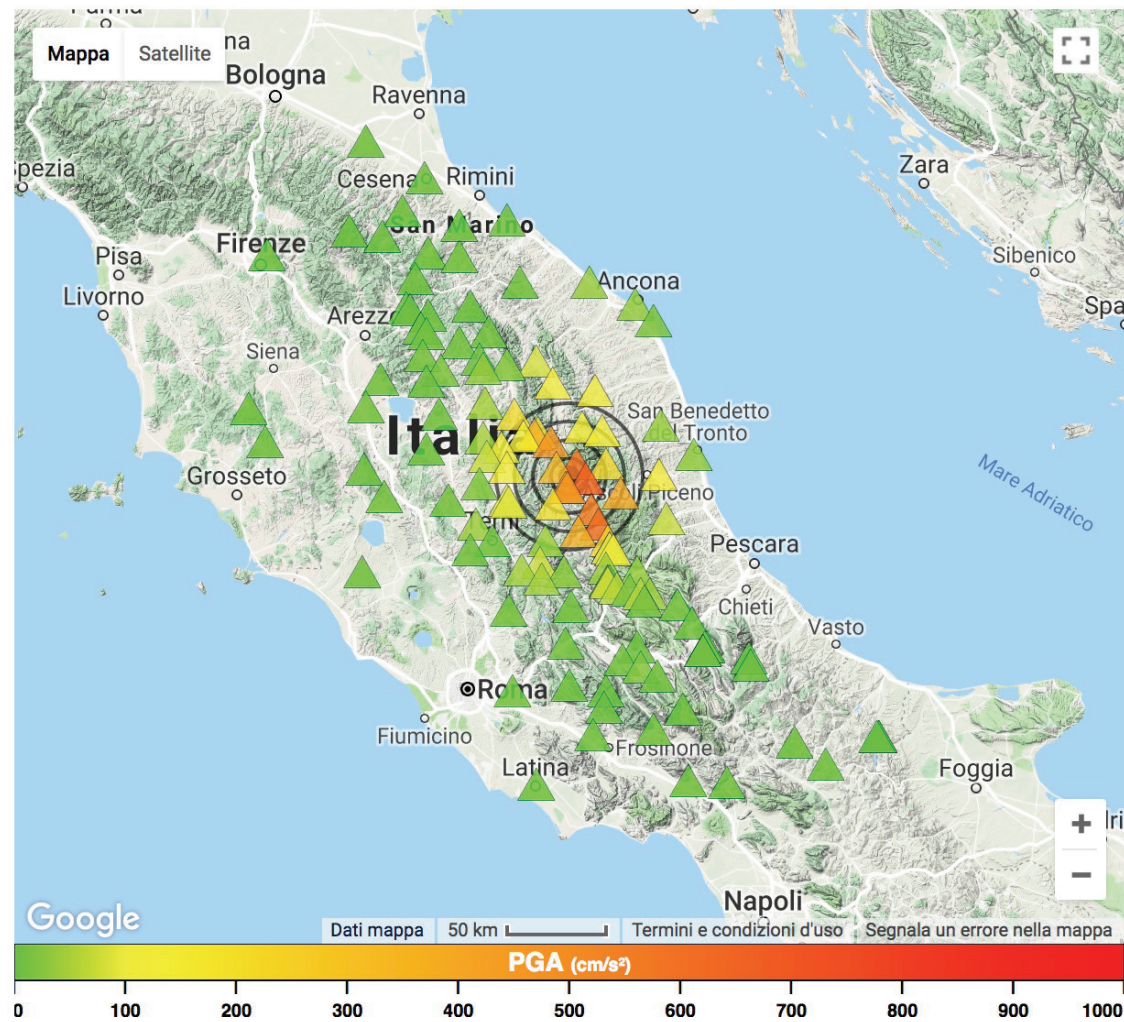 Parma
Mappa
Satellite
Bologna
Ravenna
Spezia
Cesena
Rimini
Zara
San Marino
Firenze
Pisa
Sibenico
Livorno
Ancona
Arezzo
Siena
San Benedetto
del Tronto
Italia
Grosseto
Mare Adriatico
Terni
Pescara
Chieti
Vasto
Roma
Fiumicino
Frosinone
Latina
Foggia
+
−
Napoli
Google
Dati mappa
50 km
Termini e condizioni d'uso
Segnala un errore nella mappa
PGA (cm/s²)
0 100 200 300 400 500 600 700 800 900 1000